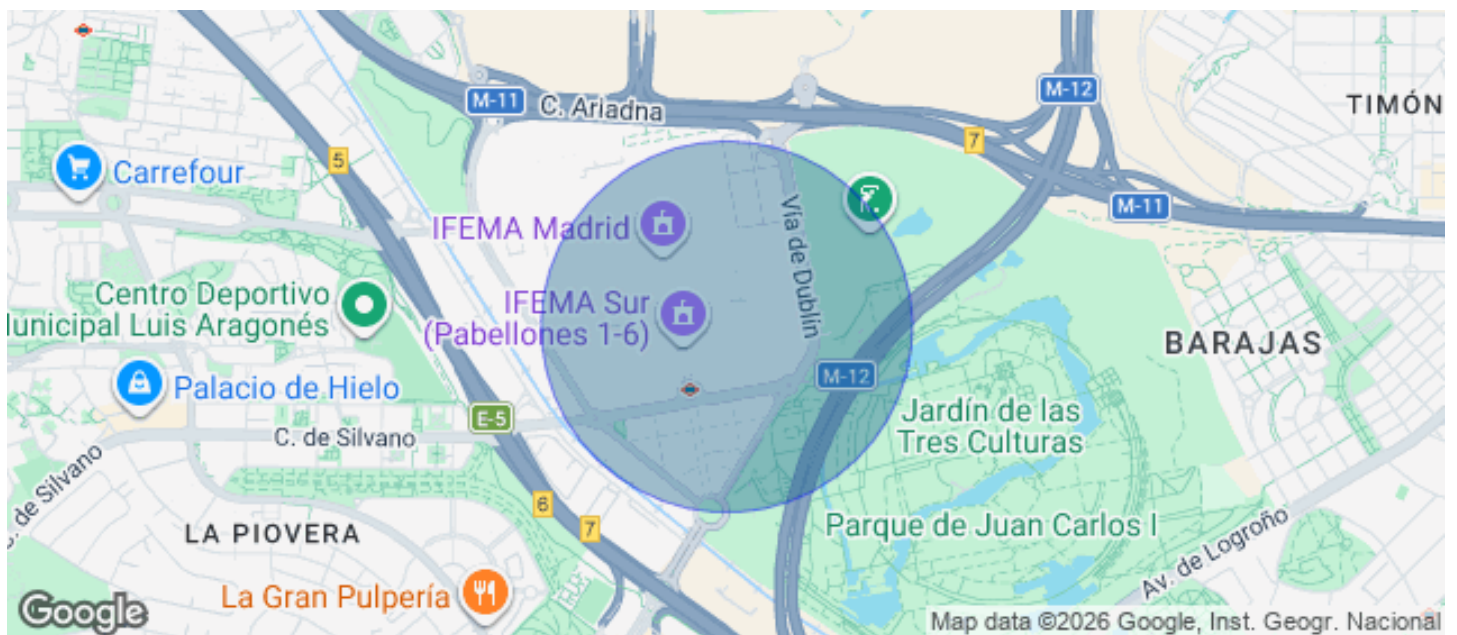 M-12
M-11
C. Ariadna
TIMÓN
7
5
Carrefour
M-11
IFEMA Madrid
Vía de Dublín
Centro Deportivo
Municipal Luis Aragonés
IFEMA Sur
(Pabellones 1-6)
BARAJAS
M-12
Palacio de Hielo
Jardín de las
Tres Culturas
E-5
C. de Silvano
C. de Silvano
6
7
LA PIOVERA
Parque de Juan Carlos I
Av. de Logroño
La Gran Pulpería
Google
Map data ©2026 Google, Inst. Geogr. Nacional